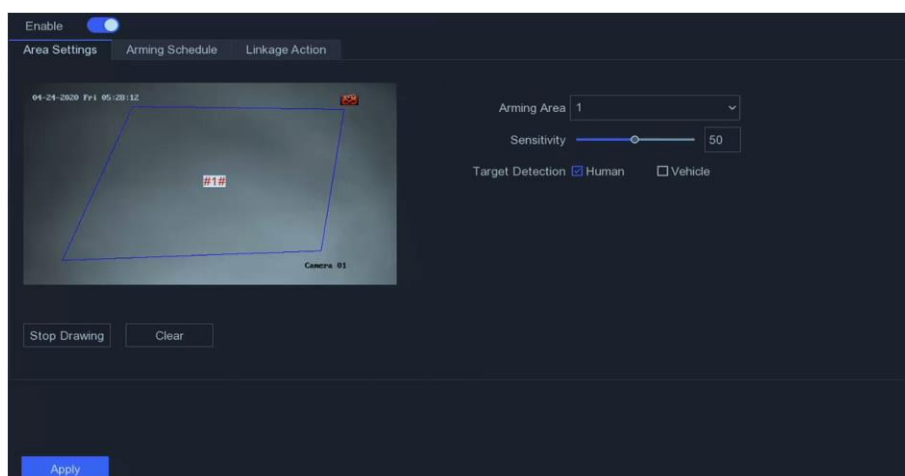 Enable
Area Settings Arming Schedule Linkage Action
04-24-2020 Fri 05:28:12
Arming Area 1
Sensitivity 50
Target Detection Human Vehicle
#1#
Camera 01
Stop Drawing Clear
Apply